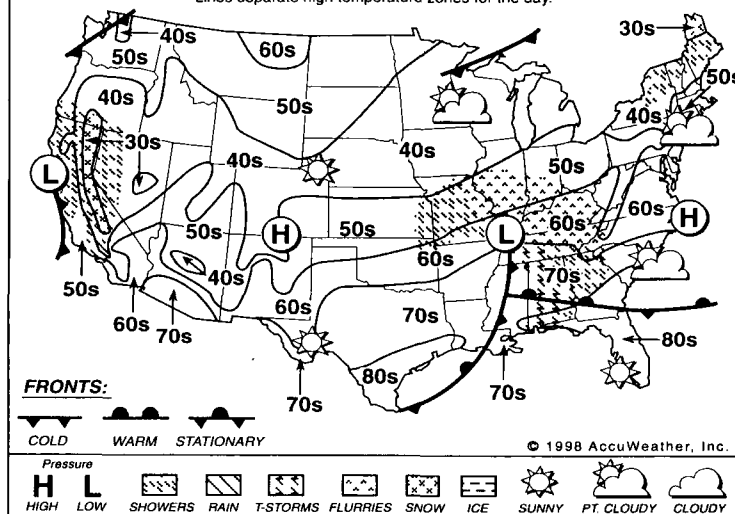 Lines separate high temperature zones for the day.
40s
60s
30s
50s
50s
40s
50s
40s
30s
40s
40s
50s
L
60s
60s
H
50s
H
50s
L
60s
40s
70s
50s
60s
70s
60s
70s
80s
80s
70s
70s
FRONTS:
COLD WARM STATIONARY
© 1998 AccuWeather, Inc.
Pressure
H L
HIGH LOW SHOWERS RAIN T-STORMS FLURRIES SNOW ICE SUNNY PT. CLOUDY CLOUDY